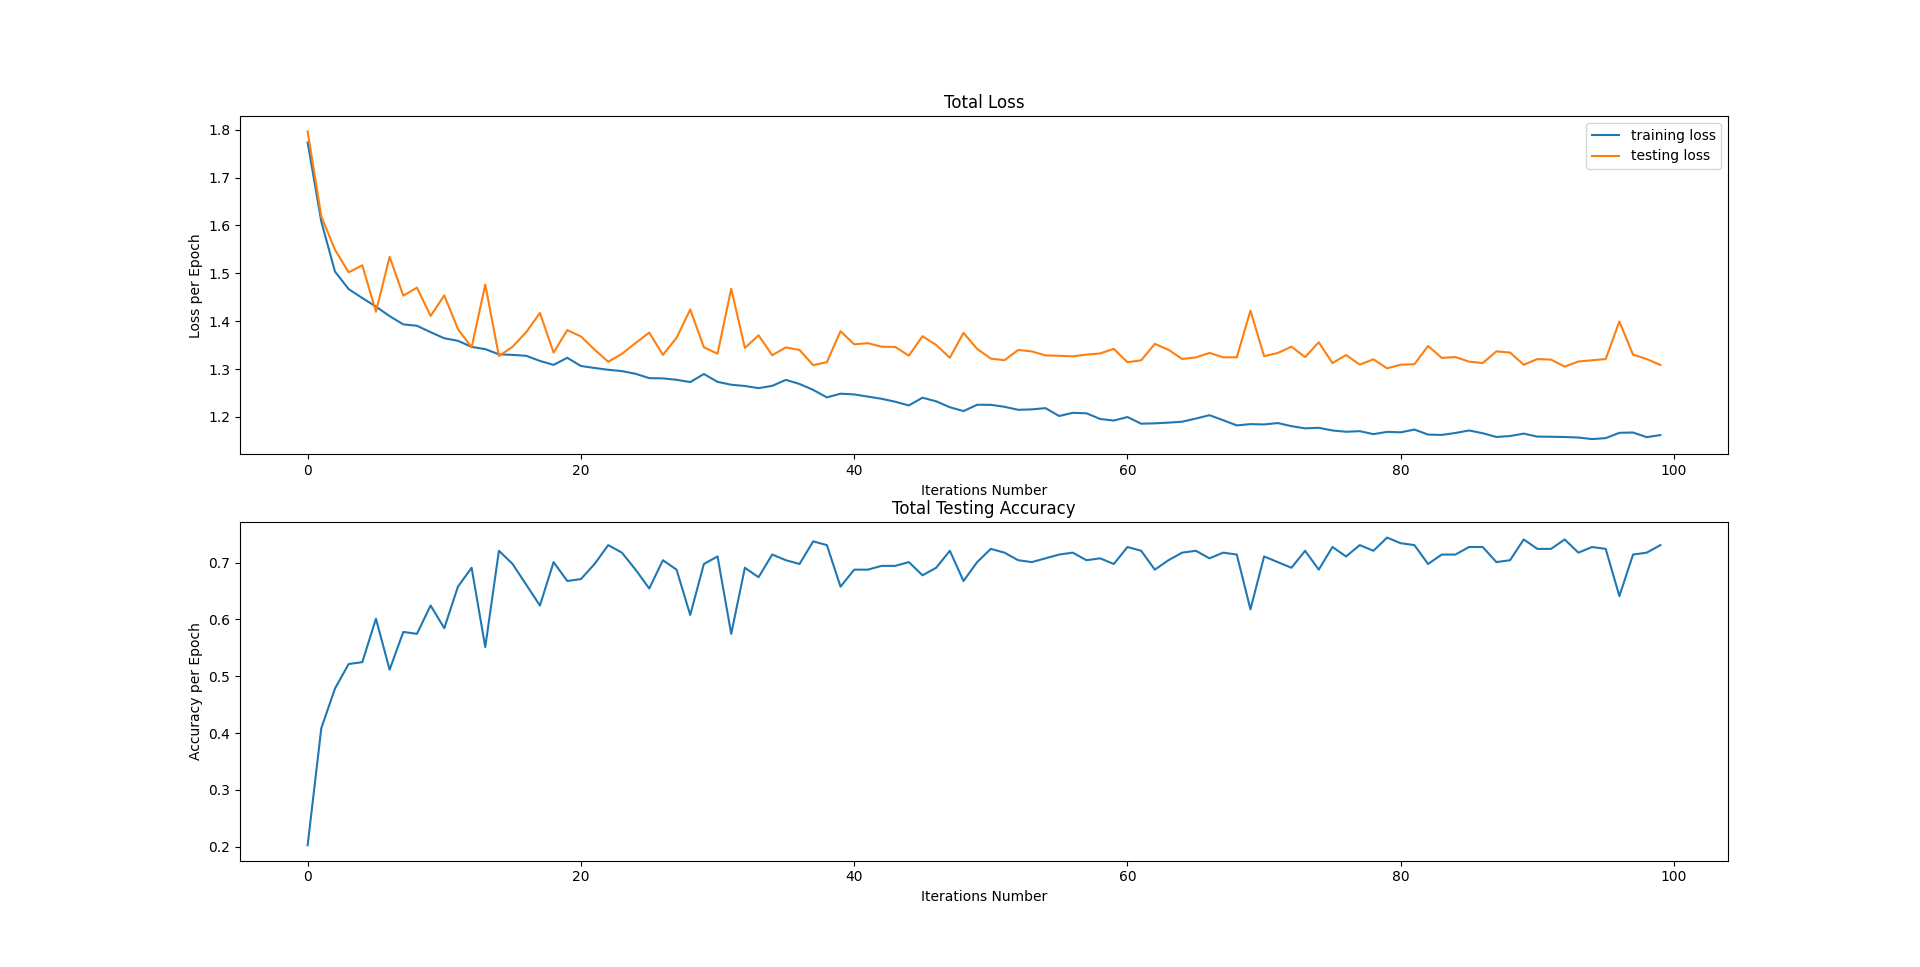 Total Loss
1.8
1.7
1.6
1.5
1.4
1.3
1.2
Loss per Epoch
training loss
testing loss
0 20 40 60 80 100
Iterations Number
Total Testing Accuracy
0.7
0.6
0.5
0.4
0.3
0.2
Accuracy per Epoch
0 20 40 60 80 100
Iterations Number